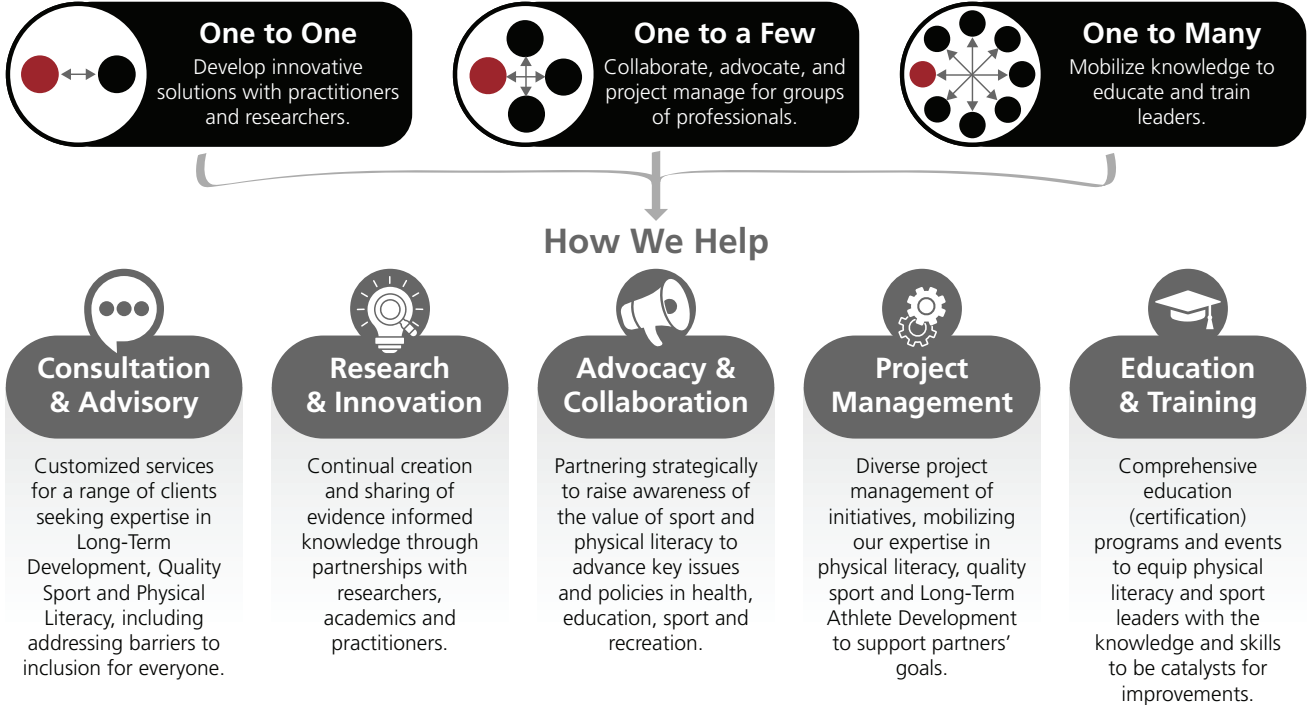 One to One
Develop innovative
solutions with practitioners
and researchers.
One to a Few
Collaborate, advocate, and
project manage for groups
of professionals.
One to Many
Mobilize knowledge to
educate and train
leaders.
How We Help
Consultation
& Advisory
Customized services
for a range of clients
seeking expertise in
Long-Term
Development, Quality
Sport and Physical
Literacy, including
addressing barriers to
inclusion for everyone.
Research
& Innovation
Continual creation
and sharing of
evidence informed
knowledge through
partnerships with
researchers,
academics and
practitioners.
Advocacy &
Collaboration
Partnering strategically
to raise awareness of
the value of sport and
physical literacy to
advance key issues
and policies in health,
education, sport and
recreation.
Project
Management
Diverse project
management of
initiatives, mobilizing
our expertise in
physical literacy, quality
sport and Long-Term
Athlete Development
to support partners’
goals.
Education
& Training
Comprehensive
education
(certification)
programs and events
to equip physical
literacy and sport
leaders with the
knowledge and skills
to be catalysts for
improvements.